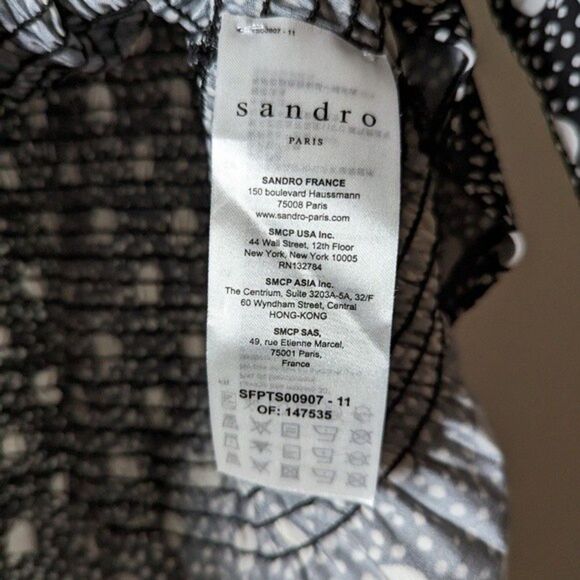 sandro
PARIS
SANDRO FRANCE
150 boulevard Haussmann
75008 Paris
www.sandro-paris.com
SMCP USA Inc.
44 Wall Street, 12th Floor
New York, New York 10005
RN132784
SMCP ASIA Inc.
The Centrium, Suite 3203A-5A, 32/F
60 Wyndham Street, Central
HONG-KONG
SMCP SAS,
49, rue Etienne Marcel,
75001 Paris,
France
SFPTS00907 - 11
OF: 147535